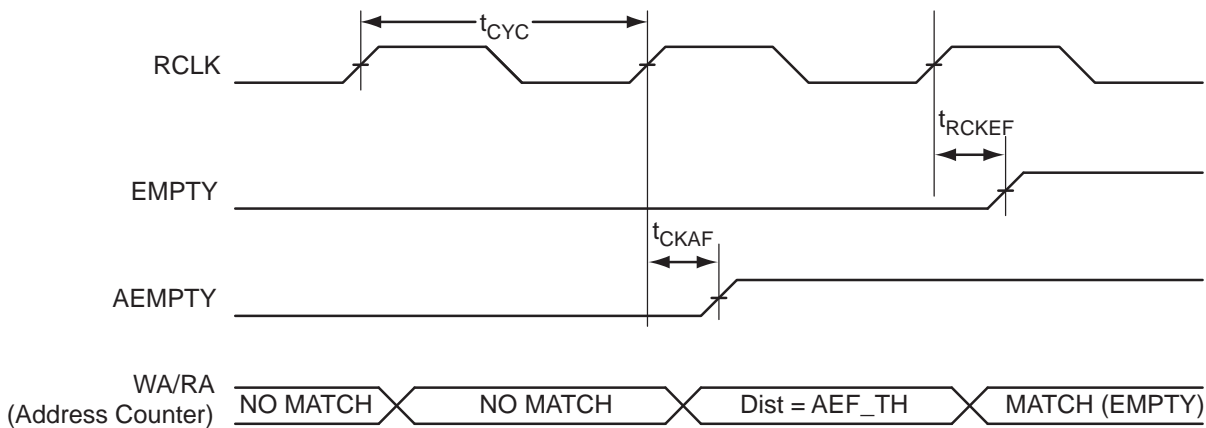 tCYC
RCLK
tRCKEF
EMPTY
tCKAF
AEMPTY
WA/RA
(Address Counter)
NO MATCH
NO MATCH
Dist = AEF_TH
MATCH (EMPTY)